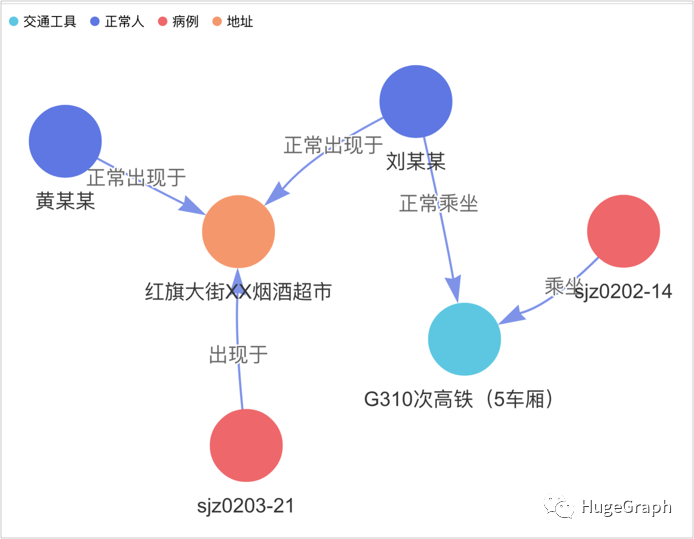 交通工具 正常人 病例 地址
正常出现于
刘某某
正常出现于
黄某某
正常乘坐
红旗大街XX烟酒超市
乘坐
sjz0202-14
出现于
G310次高铁（5车厢）
sjz0203-21
HugeGraph